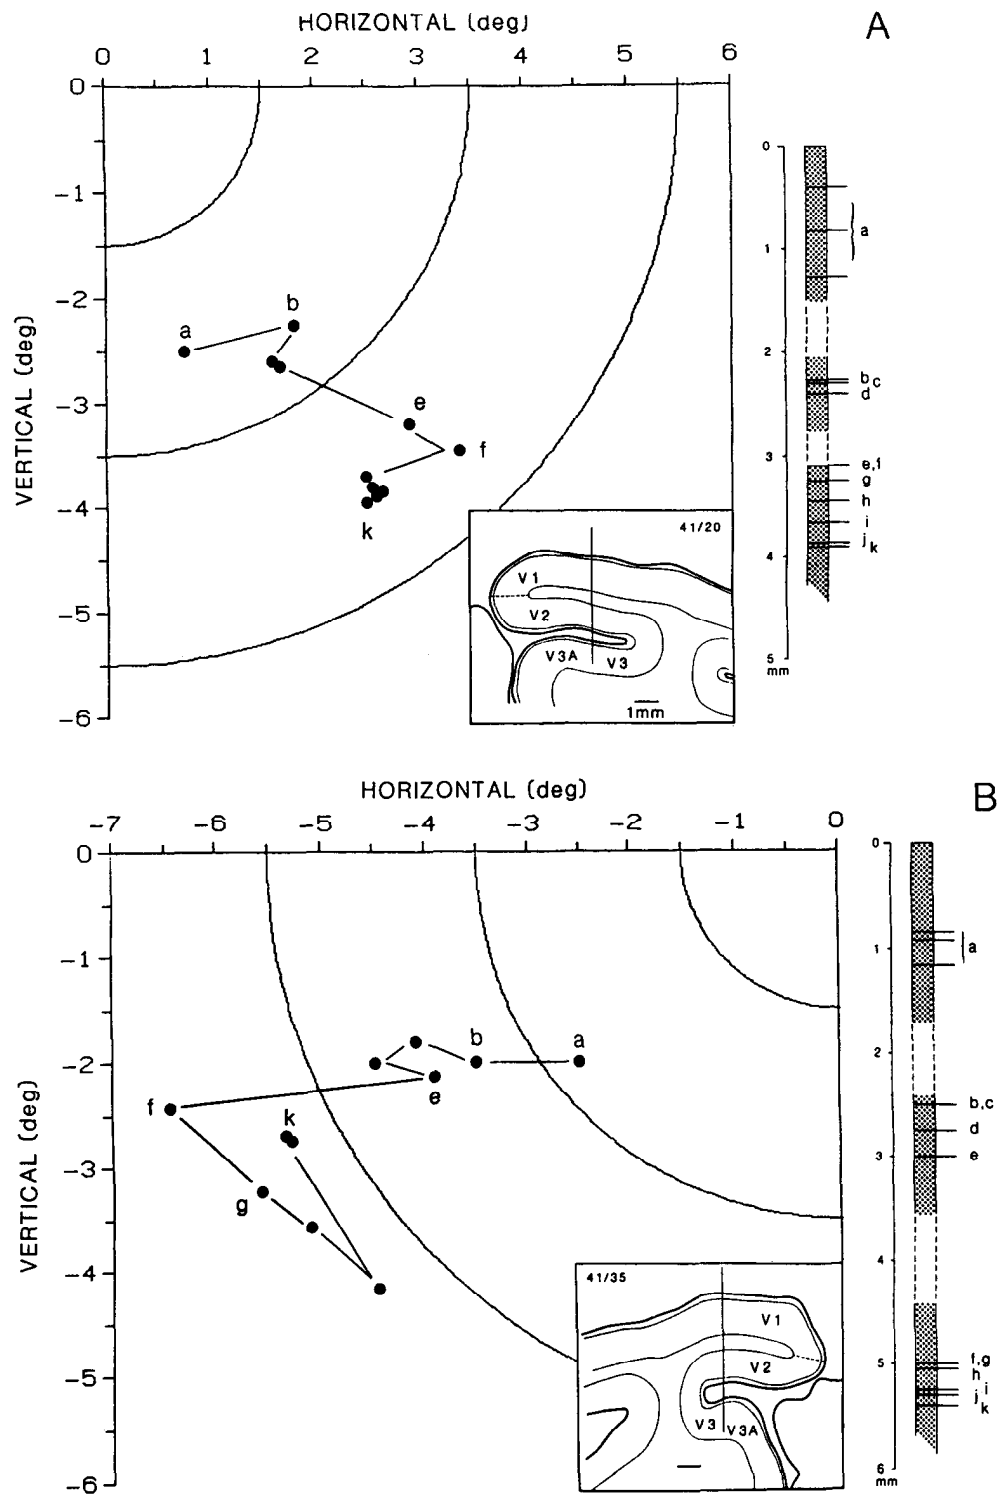 A
HORIZONTAL (deg)
0 1 2 3 4 5 6
VERTICAL (deg)
0
-1
-2
-3
-4
-5
-6
a
b
e
f
k
41/20
V1
V2
V3A V3
1mm
0
1
2
3
4
5
mm
a
b c
d
e,f
g
h
i
j k
B
HORIZONTAL (deg)
-7 -6 -5 -4 -3 -2 -1 0
VERTICAL (deg)
0
-1
-2
-3
-4
-5
-6
b
a
e
f
k
g
41/35
V1
V2
V3 V3A
0
1
2
3
4
5
6
mm
a
b,c
d
e
f,g
h
i
j k